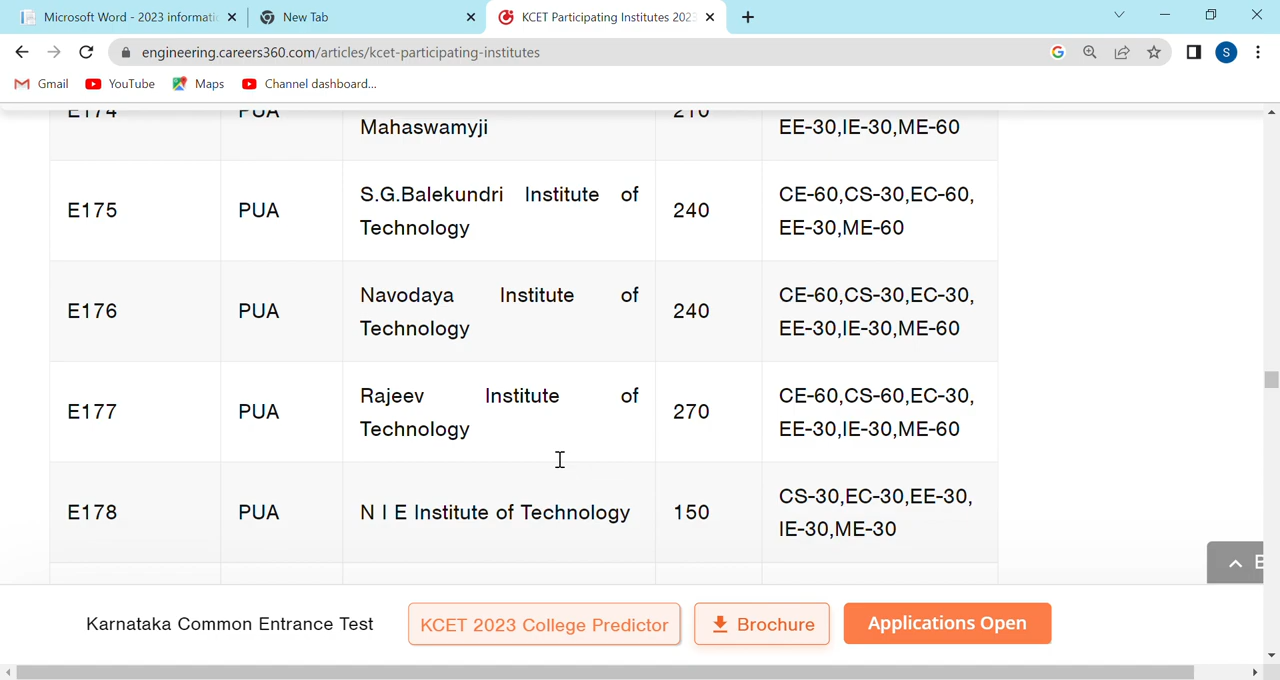 Microsoft Word - 2023 informatic
New Tab
KCET Participating Institutes 2023
engineering.careers360.com/articles/kcet-participating-institutes
S
Gmail YouTube Maps Channel dashboard...
E174 PUA Mahaswamyji 210 EE-30,IE-30,ME-60
E175 PUA S.G.Balekundri Institute of 240 CE-60,CS-30,EC-60,
Technology EE-30,ME-60
E176 PUA Navodaya Institute of 240 CE-60,CS-30,EC-30,
Technology EE-30,IE-30,ME-60
E177 PUA Rajeev Institute of 270 CE-60,CS-60,EC-30,
Technology EE-30,IE-30,ME-60
E178 PUA N I E Institute of Technology 150 CS-30,EC-30,EE-30,
IE-30,ME-30
Karnataka Common Entrance Test KCET 2023 College Predictor Brochure Applications Open